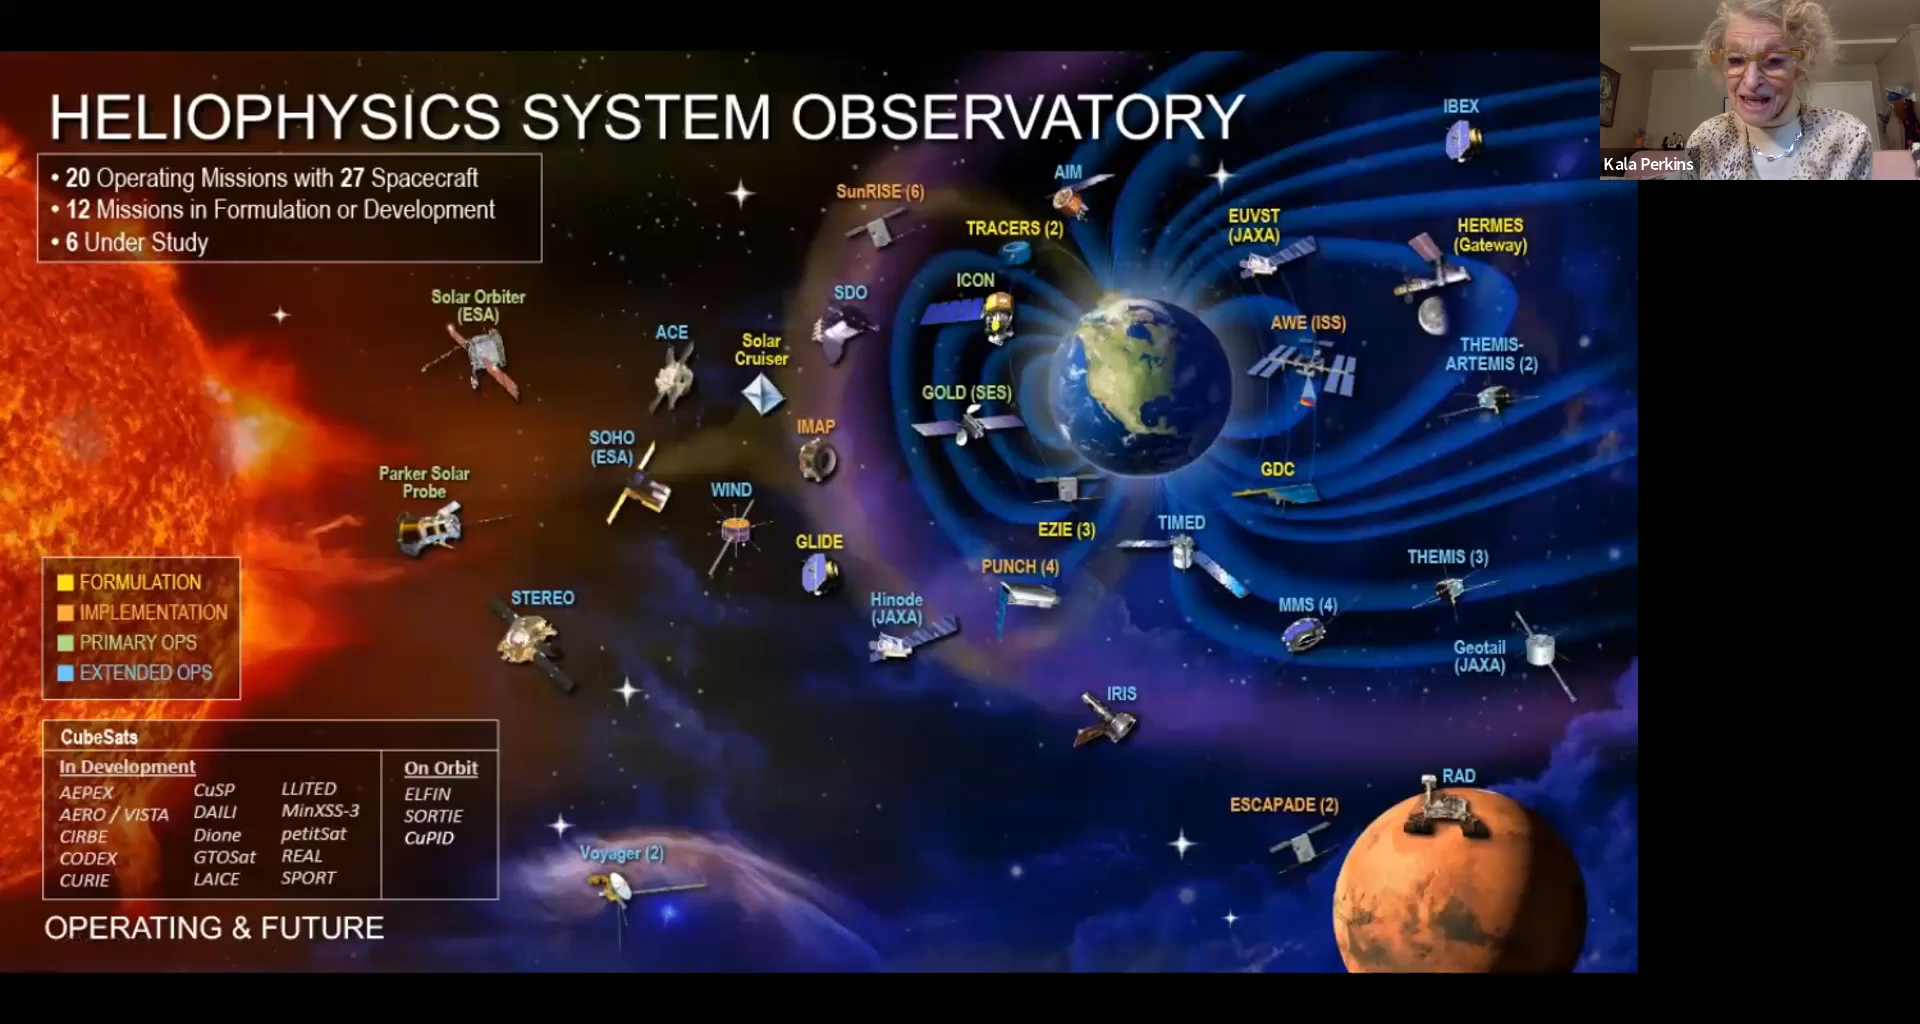 HELIOPHYSICS SYSTEM OBSERVATORY
• 20 Operating Missions with 27 Spacecraft
• 12 Missions in Formulation or Development
• 6 Under Study
Kala Perkins
IBEX
AIM
SunRISE (6)
TRACERS (2)
EUVST
(JAXA)
HERMES
(Gateway)
ICON
SDO
Solar Orbiter
(ESA)
ACE
Solar
Cruiser
AWE (ISS)
THEMIS-
ARTEMIS (2)
GOLD (SES)
IMAP
SOHO
(ESA)
Parker Solar
Probe
WIND
GDC
EZIE (3)
TIMED
GLIDE
PUNCH (4)
THEMIS (3)
STEREO
Hinode
(JAXA)
MMS (4)
Geotail
(JAXA)
IRIS
RAD
ESCAPADE (2)
Voyager (2)
FORMULATION
IMPLEMENTATION
PRIMARY OPS
EXTENDED OPS
CubeSats
In Development
AEPEX
AERO / VISTA
CIRBE
CODEX
CURIE
CuSP
DAILI
Dione
GTOSat
LAICE
LLITED
MinXSS-3
petitSat
REAL
SPORT
On Orbit
ELFIN
SORTIE
CuPID
OPERATING & FUTURE